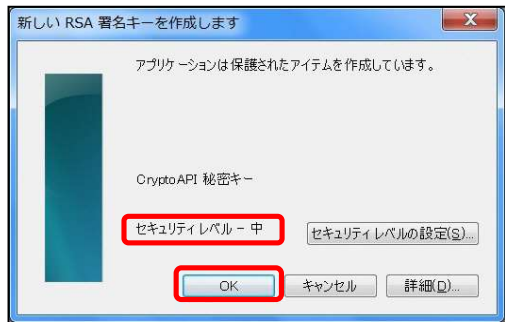 新しい RSA 署名キーを作成します
アプリケーションは保護されたアイテムを作成しています。
CryptoAPI 秘密キー
セキュリティ レベル - 中
セキュリティ レベルの設定(S)...
OK
キャンセル
詳細(D)...